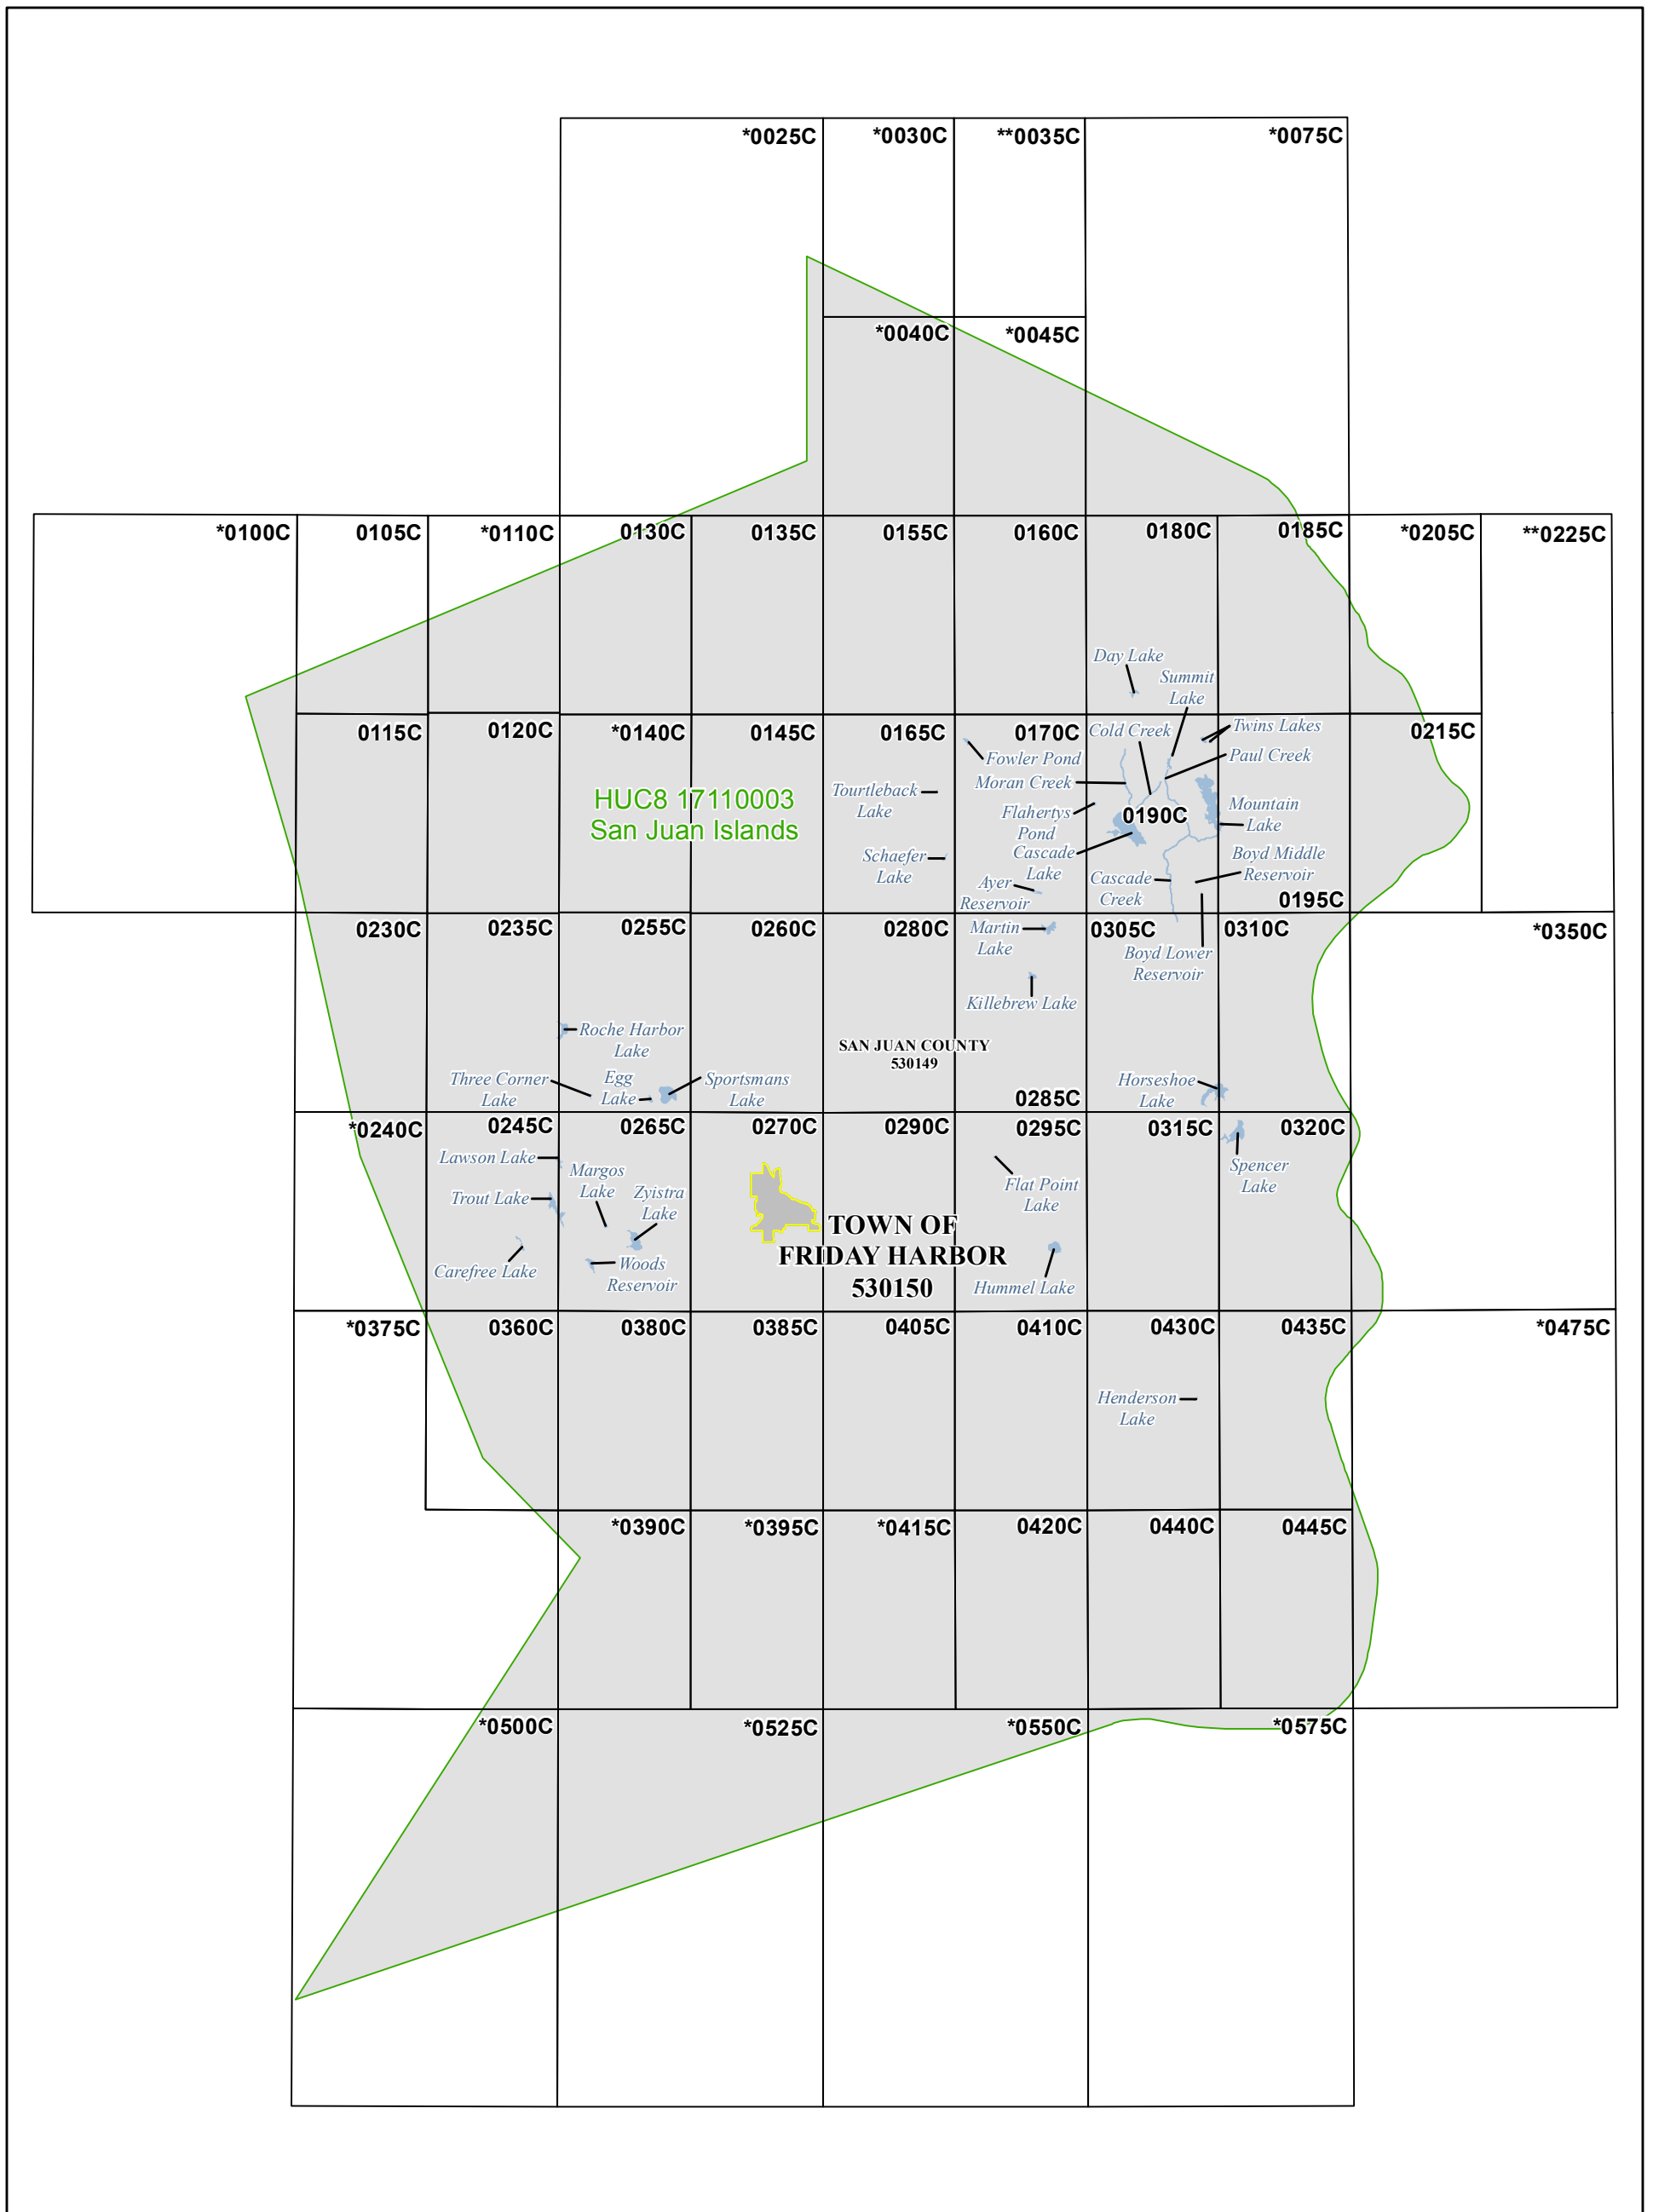 *0025C
*0030C
**0035C
*0075C
*0040C
*0045C
*0100C
0105C
*0110C
0130C
0135C
0155C
0160C
0180C
0185C
*0205C
**0225C
Day Lake
Summit
Lake
0115C
0120C
*0140C
0145C
0165C
0170C
Cold Creek
Twins Lakes
0215C
Fowler Pond
Paul Creek
Moran Creek
HUC8 17110003
San Juan Islands
Tourtleback
Lake
Flahertys
Pond
0190C
Mountain
Lake
Schaefer
Lake
Cascade
Lake
Boyd Middle
Reservoir
Ayer
Reservoir
Cascade
Creek
0195C
0230C
0235C
0255C
0260C
0280C
Martin
Lake
0305C
0310C
*0350C
Boyd Lower
Reservoir
Killebrew Lake
Roche Harbor
Lake
SAN JUAN COUNTY
530149
Three Corner
Lake
Egg
Lake
Sportsmans
Lake
0285C
Horseshoe
Lake
*0240C
0245C
0265C
0270C
0290C
0295C
0315C
0320C
Lawson Lake
Margos
Lake
Trout Lake
Zyistra
Lake
Flat Point
Lake
Spencer
Lake
TOWN OF
FRIDAY HARBOR
530150
Carefree Lake
Woods
Reservoir
Hummel Lake
*0375C
0360C
0380C
0385C
0405C
0410C
0430C
0435C
*0475C
Henderson
Lake
*0390C
*0395C
*0415C
0420C
0440C
0445C
*0500C
*0525C
*0550C
*0575C